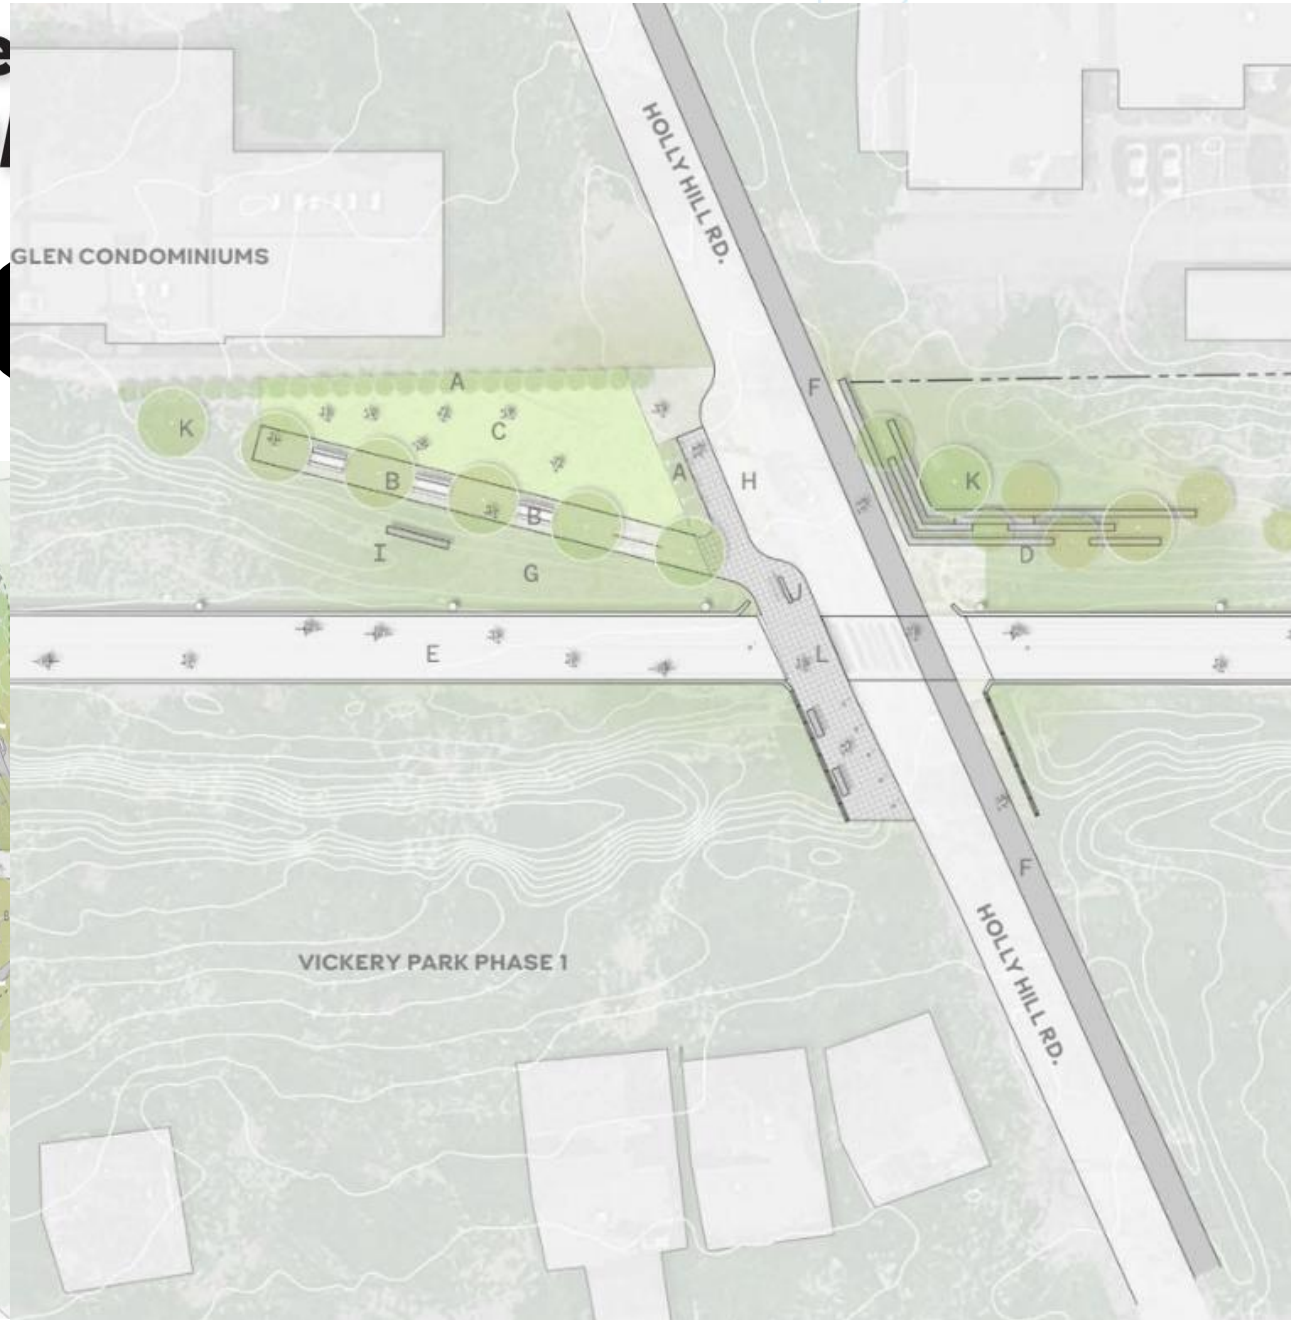 HOLLY HILL RD.
GLEN CONDOMINIUMS
A
F
K
C
A
B
H
K
B
I
G
D
J
E
L
F
VICKERY PARK PHASE 1
HOLLY HILL RD.